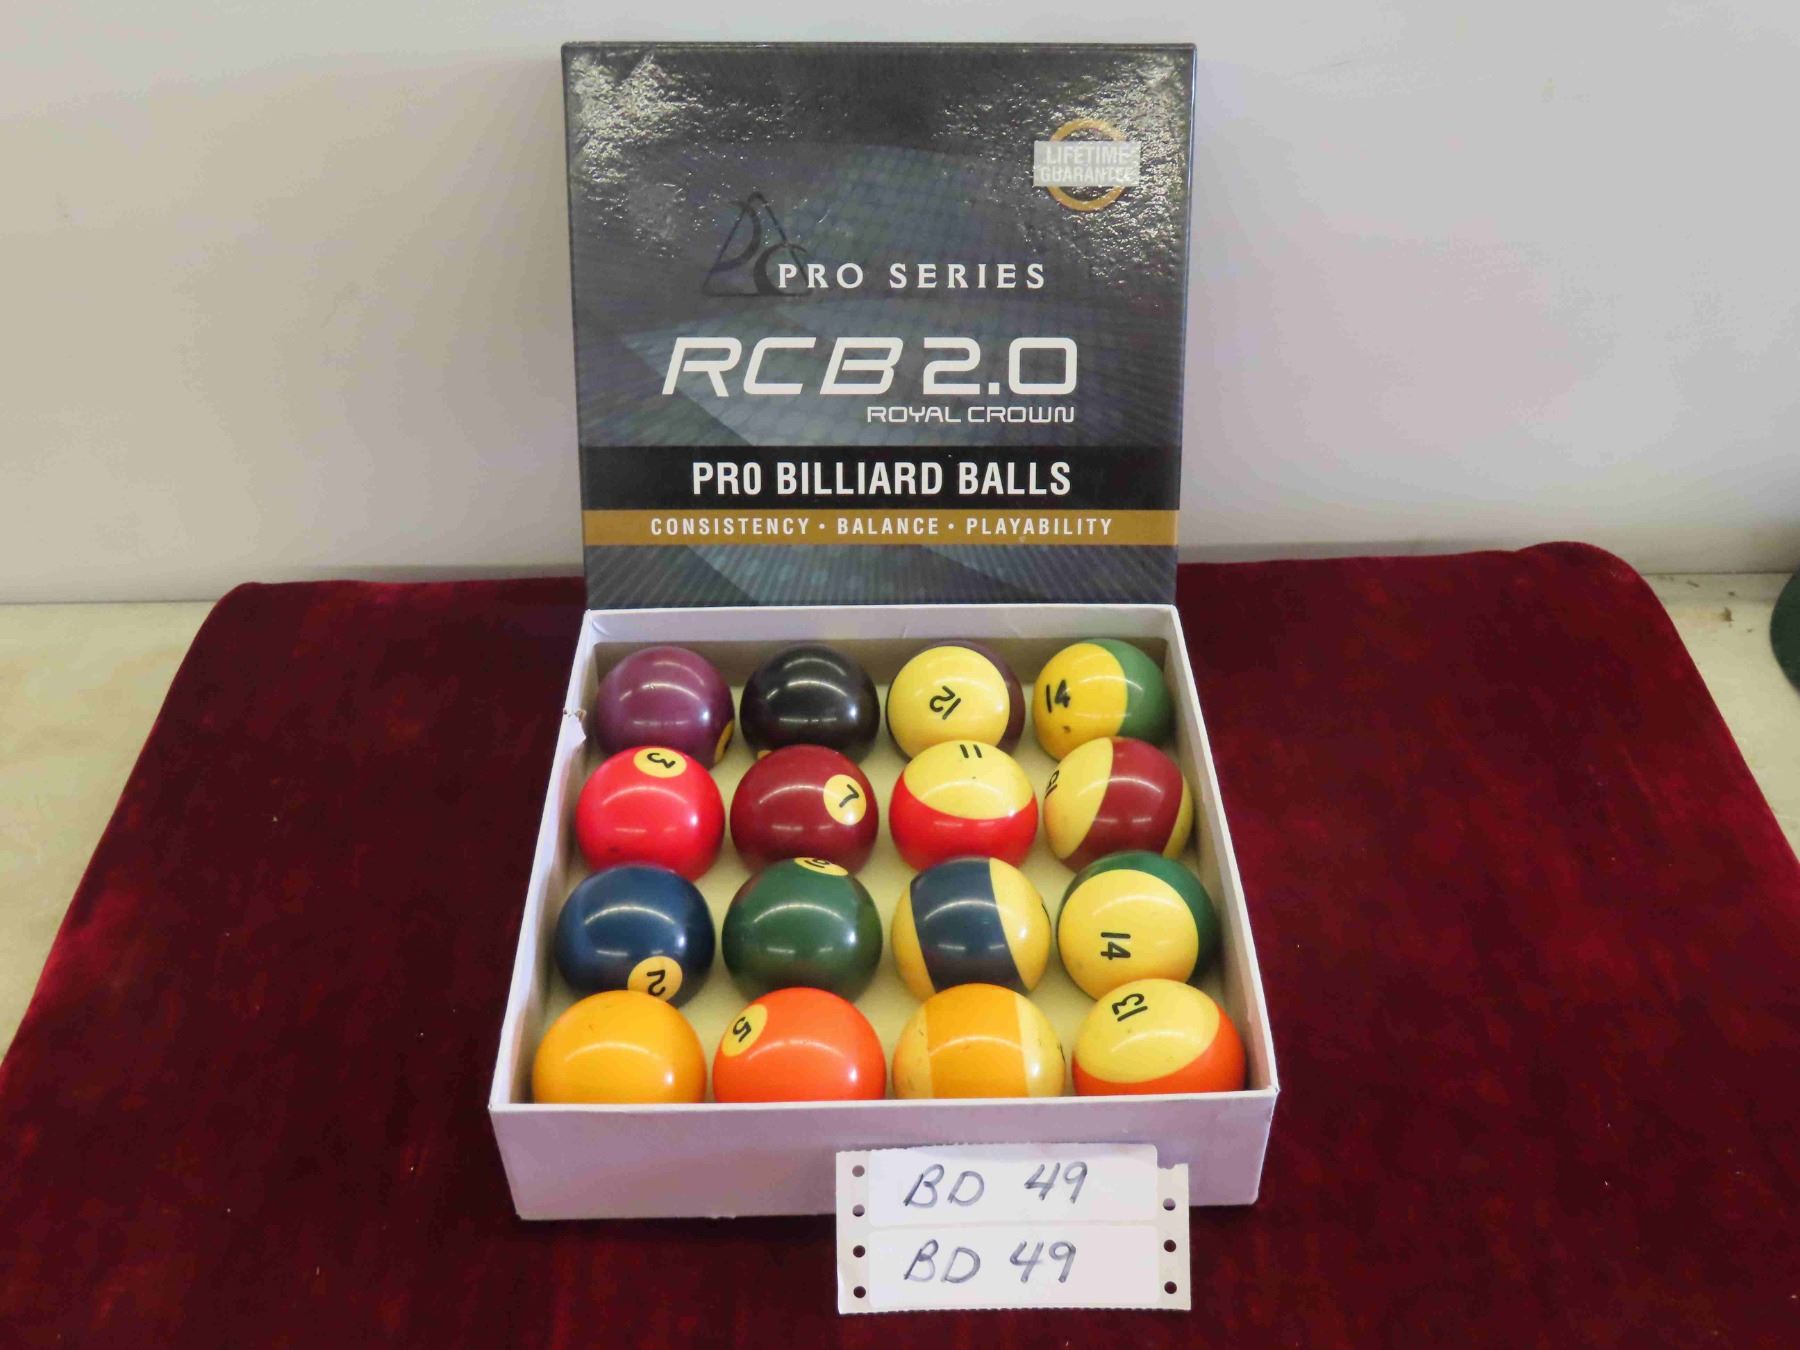 LIFETIME
GUARANTEE
PRO SERIES
RCB 2.0
ROYAL CROWN
PRO BILLIARD BALLS
CONSISTENCY • BALANCE • PLAYABILITY
12
14
3
7
11
2
14
5
13
BD 49
BD 49